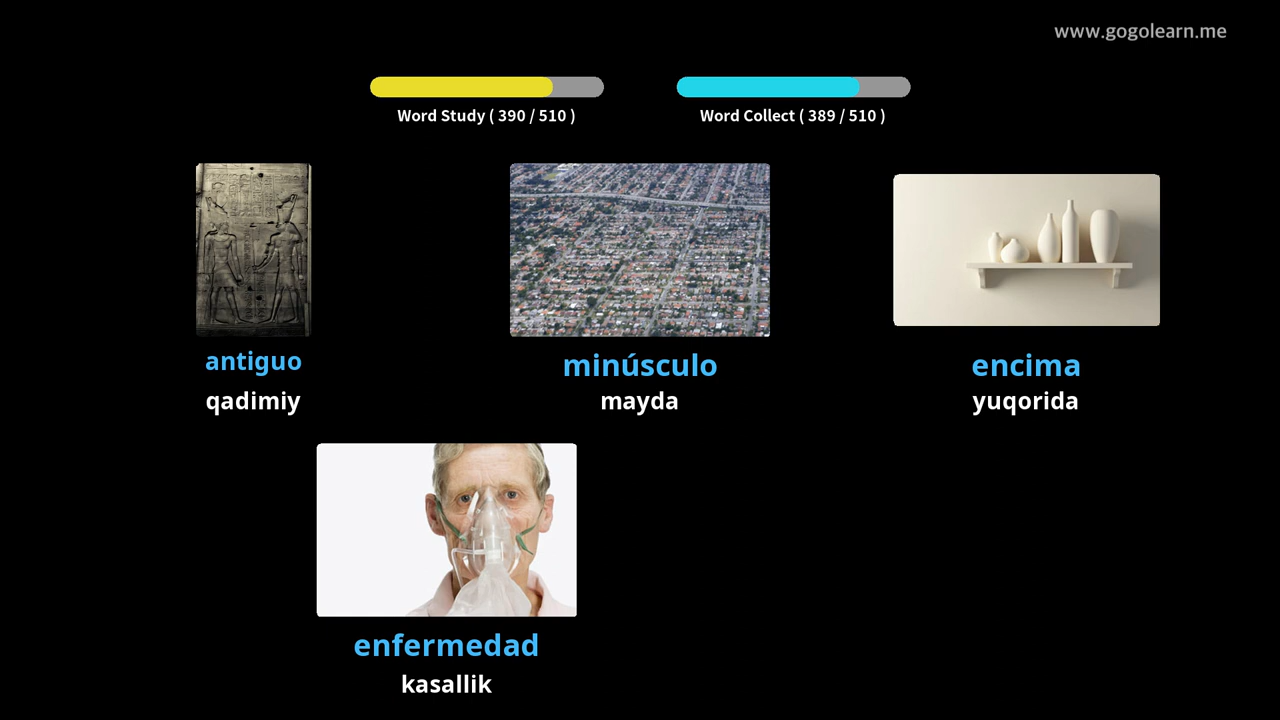 www.gogolearn.me
Word Study ( 390 / 510 )
Word Collect ( 389 / 510 )
antiguo
qadimiy
minúsculo
mayda
encima
yuqorida
enfermedad
kasallik